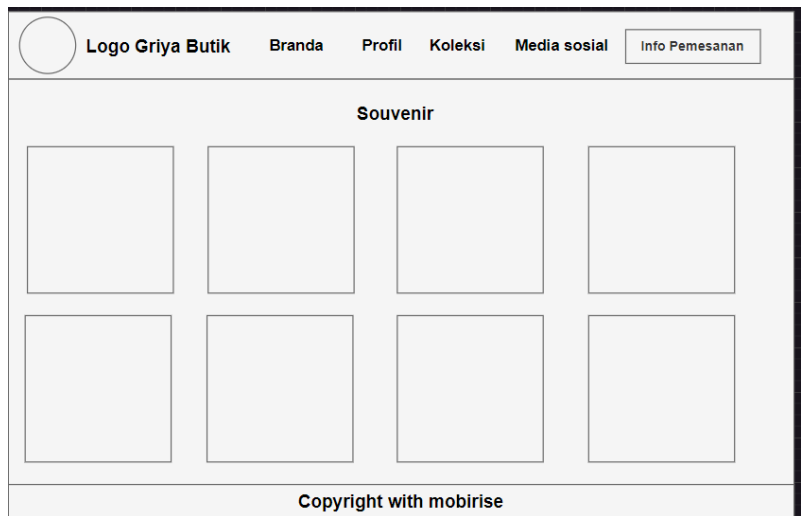 Logo Griya Butik Branda Profil Koleksi Media sosial Info Pemesanan
Souvenir
Copyright with mobirise